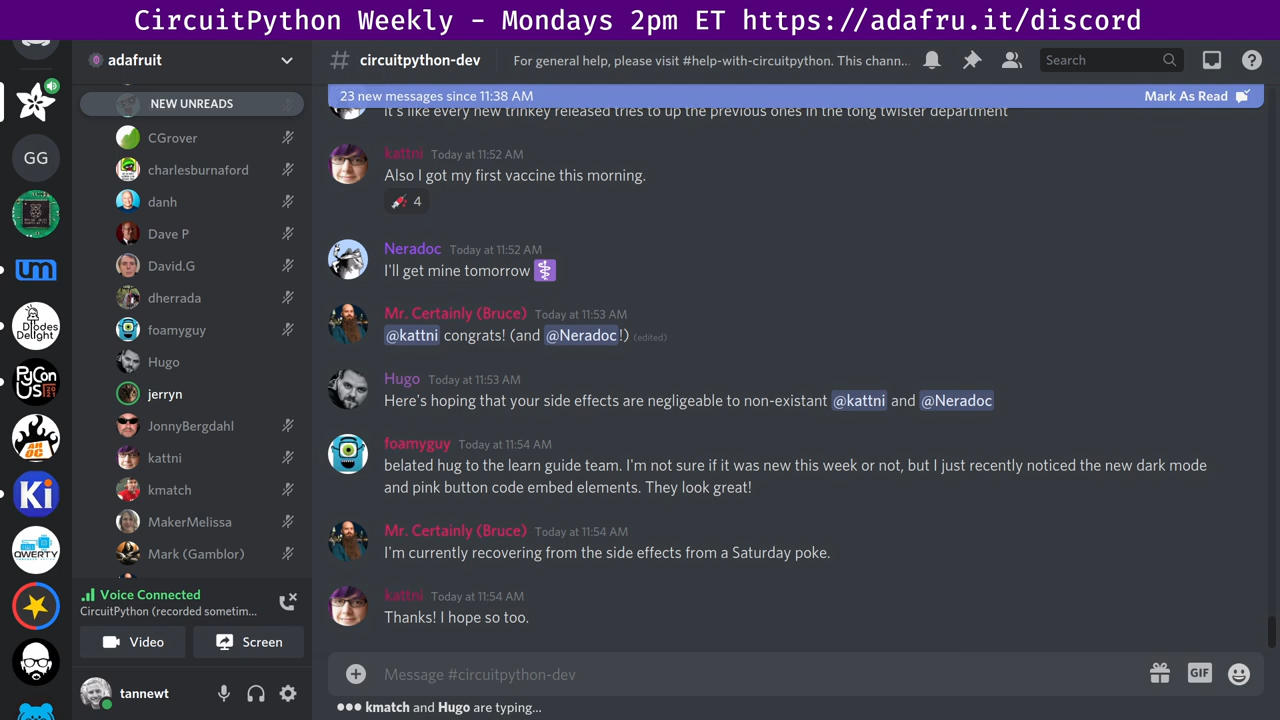 CircuitPython Weekly - Mondays 2pm ET https://adafru.it/discord
adafruit
# circuitpython-dev
For general help, please visit #help-with-circuitpython. This chann...
Search
NEW UNREADS
23 new messages since 11:38 AM
Mark As Read
it's like every new trinkey released tries to up the previous ones in the tong twister department
GG
CGrover
charlesburnaford
danh
Dave P
David.G
dherrada
foamyguy
Hugo
jerryn
JonnyBergdahl
kattni
kmatch
MakerMelissa
Mark (Gamblor)
um
Diodes
Delight
PyCon
US
2021
AHOC
Ki
QWERTY
kattni Today at 11:52 AM
Also I got my first vaccine this morning.
4
Neradoc Today at 11:52 AM
I'll get mine tomorrow
Mr. Certainly (Bruce) Today at 11:53 AM
@kattni congrats! (and @Neradoc!) (edited)
Hugo Today at 11:53 AM
Here's hoping that your side effects are negligeable to non-existant @kattni and @Neradoc
foamyguy Today at 11:54 AM
belated hug to the learn guide team. I'm not sure if it was new this week or not, but I just recently noticed the new dark mode
and pink button code embed elements. They look great!
Mr. Certainly (Bruce) Today at 11:54 AM
I'm currently recovering from the side effects from a Saturday poke.
kattni Today at 11:54 AM
Thanks! I hope so too.
Voice Connected
CircuitPython (recorded sometim...
Video
Screen
tannewt
Message #circuitpython-dev
GIF
kmatch and Hugo are typing...